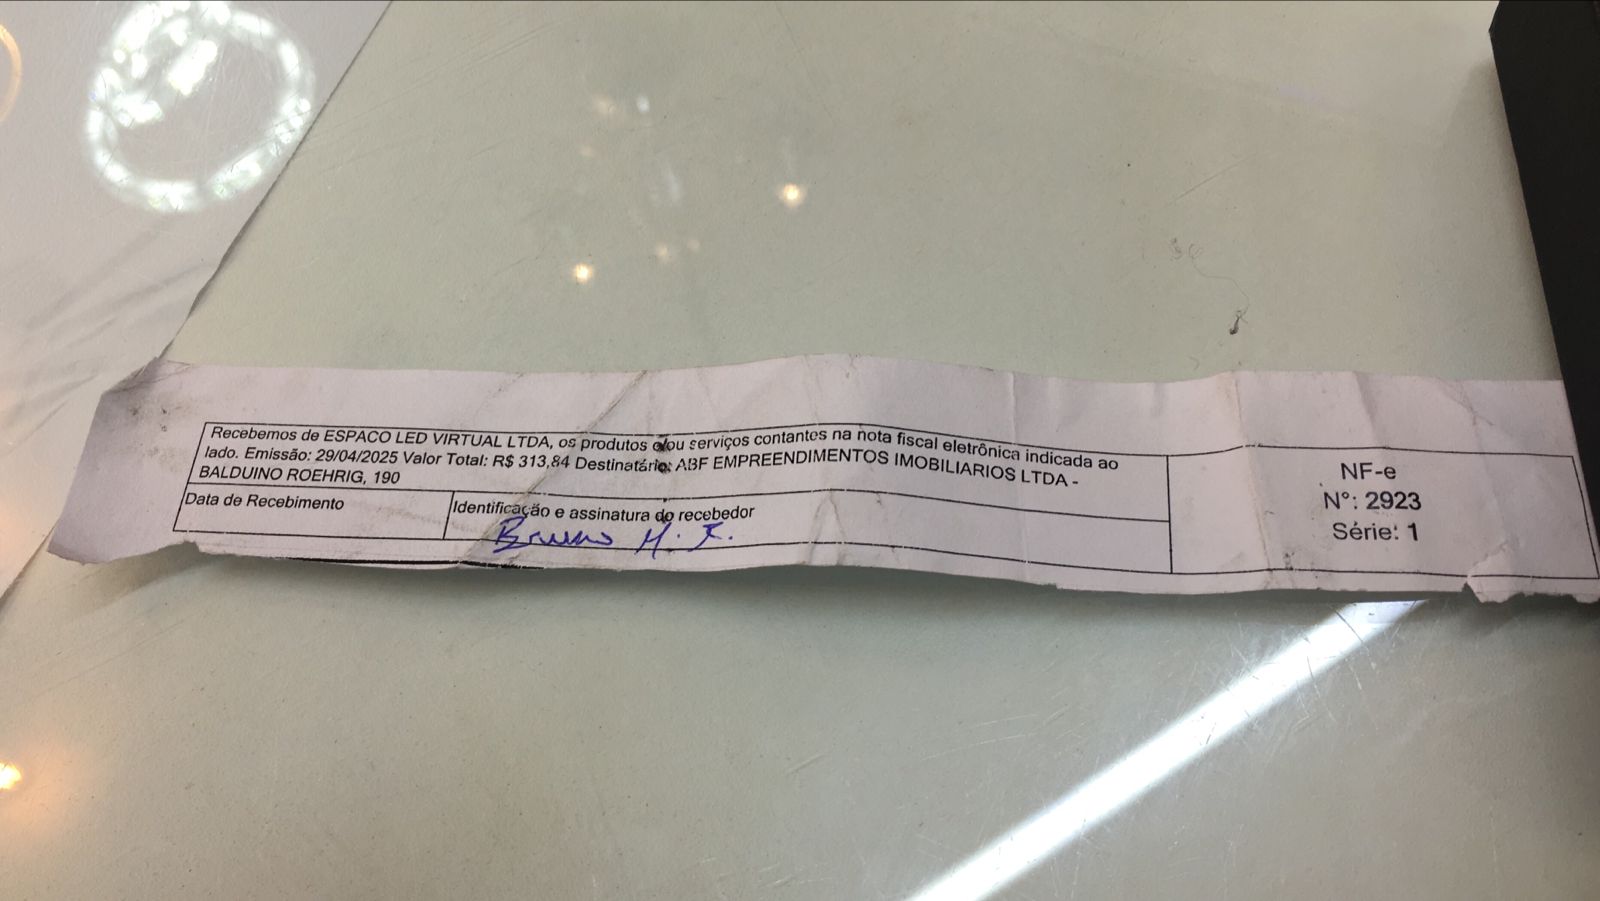 Recebemos de ESPACO LED VIRTUAL LTDA, os produtos e/ou serviços contantes na nota fiscal eletrônica indicada ao
lado. Emissão: 29/04/2025 Valor Total: R$ 313,84 Destinatário: ABF EMPREENDIMENTOS IMOBILIARIOS LTDA -
BALDUINO ROEHRIG, 190
Data de Recebimento
Identificação e assinatura do recebedor
Bruno M.
NF-e
N°: 2923
Série: 1